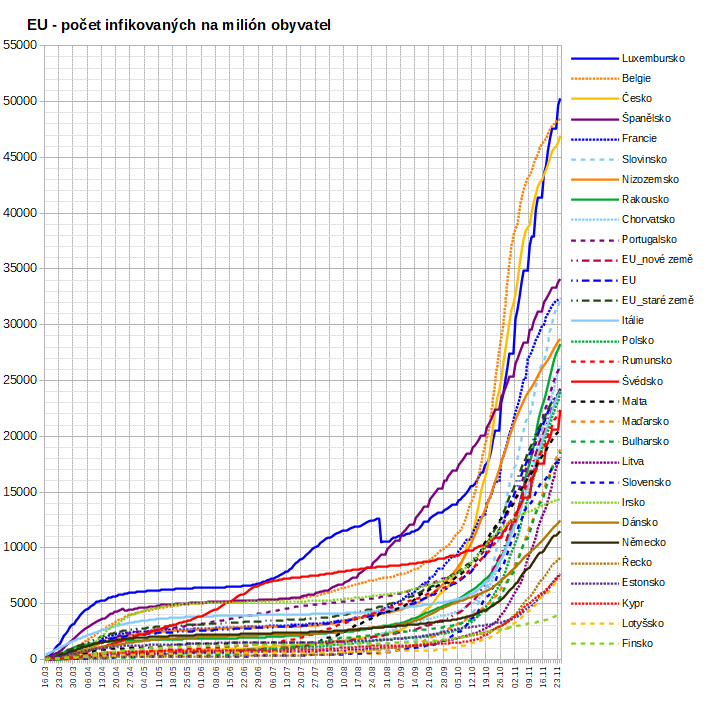 EU - počet infikovaných na milión obyvatel
55000
50000
45000
40000
35000
30000
25000
20000
15000
10000
5000
0
16.03
23.03
30.03
06.04
13.04
20.04
27.04
04.05
11.05
18.05
25.05
01.06
08.06
15.06
22.06
29.06
06.07
13.07
20.07
27.07
03.08
10.08
17.08
24.08
31.08
07.09
14.09
21.09
28.09
05.10
12.10
19.10
26.10
02.11
09.11
16.11
23.11
Luxembursko
Belgie
Česko
Španělsko
Francie
Slovinsko
Nizozemsko
Rakousko
Chorvatsko
Portugalsko
EU_nové země
EU
EU_staré země
Itálie
Polsko
Rumunsko
Švédsko
Malta
Maďarsko
Bulharsko
Litva
Slovensko
Irsko
Dánsko
Německo
Řecko
Estonsko
Kypr
Lotyšsko
Finsko